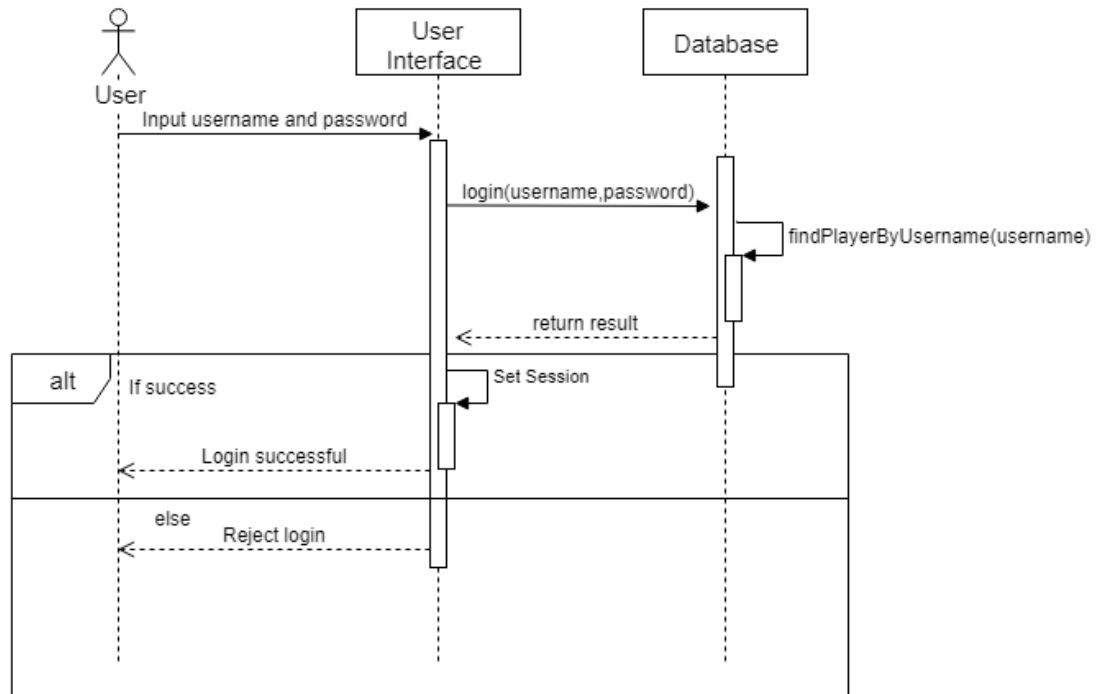 User
Interface
Database
User
Input username and password
login(username,password)
findPlayerByUsername(username)
return result
alt
If success
Set Session
Login successful
else
Reject login